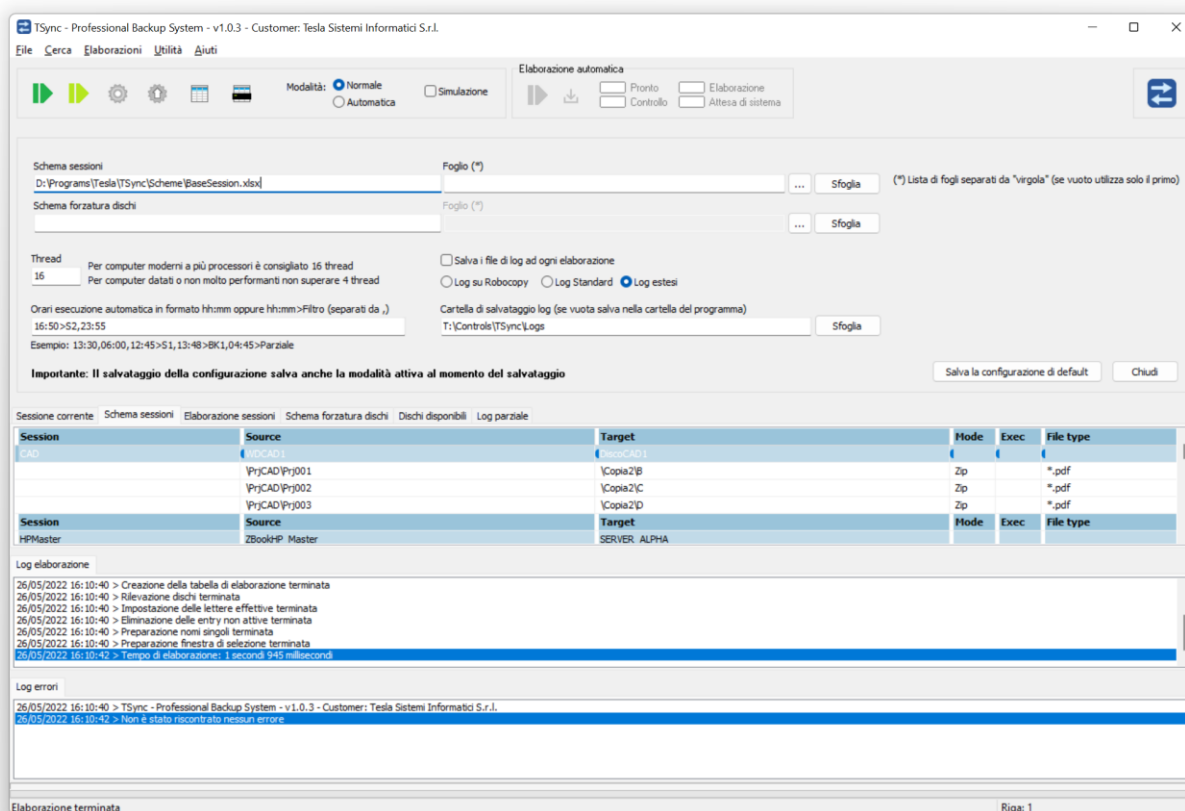 TSync - Professional Backup System - v1.0.3 - Customer: Tesla Sistemi Informatici S.r.l.
File Cerca Elaborazioni Utilità Aiuti
Modalità: Normale
Automatica
Simulazione
Elaborazione automatica
Pronto Elaborazione
Controllo Attesa di sistema
Schema sessioni Foglio (*)
D:\Programs\Tesla\TSync\Scheme\BaseSession.xlsx ... Sfoglia (*) Lista di fogli separati da "virgola" (se vuoto utilizza solo il primo)
Schema forzatura dischi Foglio (*)
... Sfoglia
Thread
16
Per computer moderni a più processori è consigliato 16 thread
Per computer datati o non molto performanti non superare 4 thread
Salva i file di log ad ogni elaborazione
Log su Robocopy Log Standard Log estesi
Orari esecuzione automatica in formato hh:mm oppure hh:mm>Filtro (separati da ,) Cartella di salvataggio log (se vuota salva nella cartella del programma)
16:50>S2,23:55 T:\Controls\TSync\Logs Sfoglia
Esempio: 13:30,06:00,12:45>S1,13:48>BK1,04:45>Parziale
Importante: Il salvataggio della configurazione salva anche la modalità attiva al momento del salvataggio Salva la configurazione di default Chiudi
Sessione corrente Schema sessioni Elaborazione sessioni Schema forzatura dischi Dischi disponibili Log parziale
Session Source Target Mode Exec File type
CAD WDCAD1 DiscoCAD1
\PrjCAD\Prj001 \Copia2\B Zip *.pdf
\PrjCAD\Prj002 \Copia2\C Zip *.pdf
\PrjCAD\Prj003 \Copia2\D Zip *.pdf
Session Source Target Mode Exec File type
HPMaster ZBookHP_Master SERVER_ALPHA
Log elaborazione
26/05/2022 16:10:40 > Creazione della tabella di elaborazione terminata
26/05/2022 16:10:40 > Rilevazione dischi terminata
26/05/2022 16:10:40 > Impostazione delle lettere effettive terminata
26/05/2022 16:10:40 > Eliminazione delle entry non attive terminata
26/05/2022 16:10:40 > Preparazione nomi singoli terminata
26/05/2022 16:10:40 > Preparazione finestra di selezione terminata
26/05/2022 16:10:42 > Tempo di elaborazione: 1 secondi 945 millisecondi
Log errori
26/05/2022 16:10:40 > TSync - Professional Backup System - v1.0.3 - Customer: Tesla Sistemi Informatici S.r.l.
26/05/2022 16:10:42 > Non è stato riscontrato nessun errore
Elaborazione terminata Riga: 1